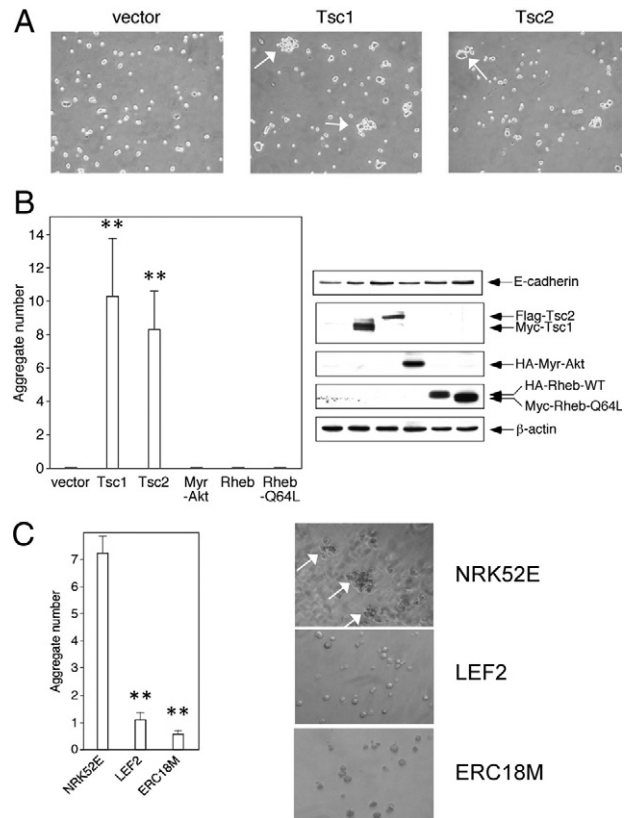 A
vector Tsc1 Tsc2
B
Aggregate number
14
12
10
8
6
4
2
0
**
**
vector Tsc1 Tsc2 Myr -Akt Rheb Rheb -Q64L
E-cadherin
Flag-Tsc2
Myc-Tsc1
HA-Myr-Akt
HA-Rheb-WT
Myc-Rheb-Q64L
β-actin
C
Aggregate number
7
6
5
4
3
2
1
0
**
**
NRK52E
LEF2
ERC18M
NRK52E
LEF2
ERC18M